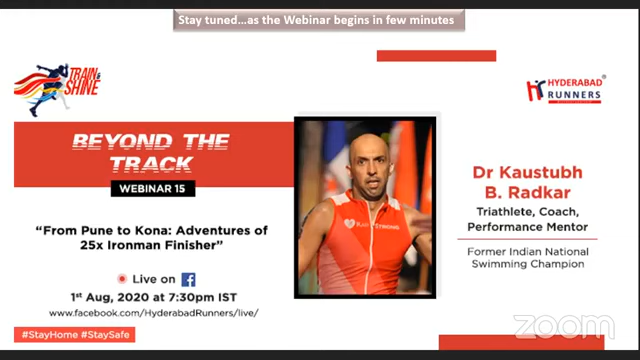 Stay tuned...as the Webinar begins in few minutes
TRAIN &
SHINE
HYDERABAD
RUNNERS
BEYOND THE
TRACK
WEBINAR 15
"From Pune to Kona: Adventures of
25x Ironman Finisher"
Live on
1st Aug, 2020 at 7:30pm IST
www.facebook.com/HyderabadRunners/live/
#StayHome #StaySafe
RAD STRONG
Dr Kaustubh
B. Radkar
Triathlete, Coach,
Performance Mentor
Former Indian National
Swimming Champion
zoom